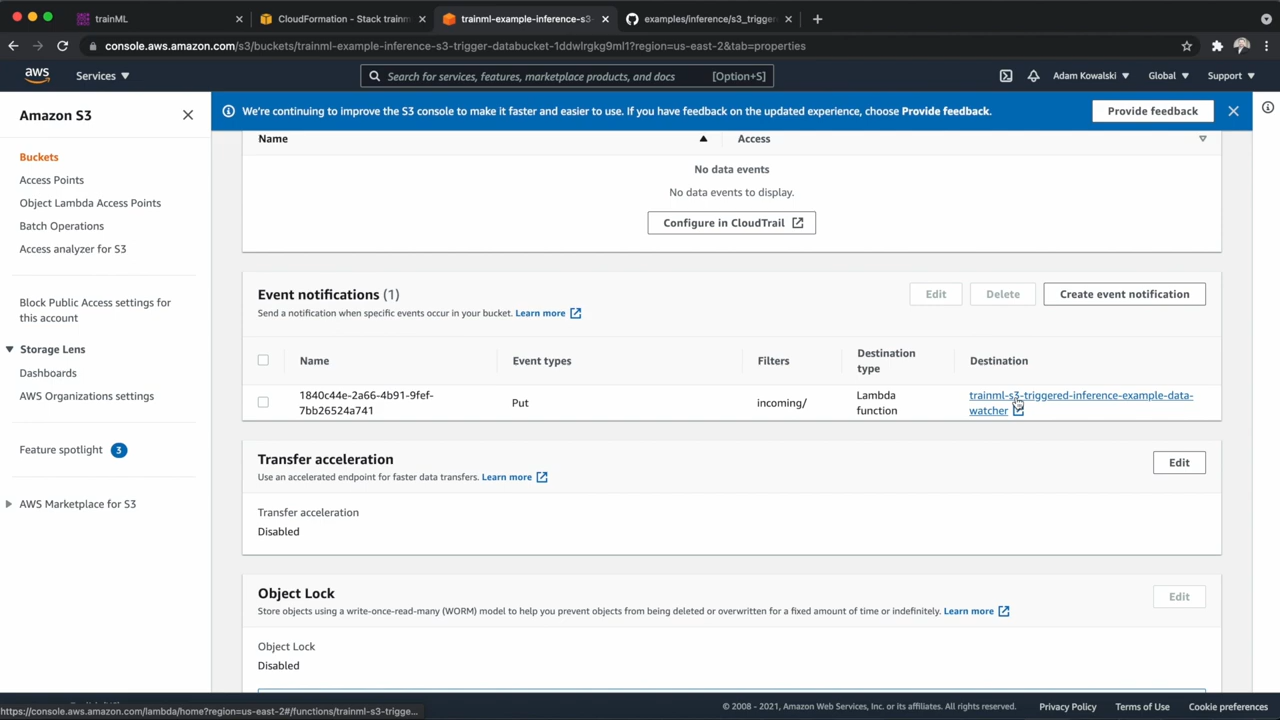 trainML
CloudFormation - Stack trainm
trainml-example-inference-s3-
examples/inference/s3_trigger
console.aws.amazon.com/s3/buckets/trainml-example-inference-s3-trigger-databucket-1ddwlrgkg9ml1?region=us-east-2&tab=properties
aws
Services
Search for services, features, marketplace products, and docs
[Option+S]
Adam Kowalski
Global
Support
Amazon S3
We're continuing to improve the S3 console to make it faster and easier to use. If you have feedback on the updated experience, choose Provide feedback.
Provide feedback
Buckets
Access Points
Object Lambda Access Points
Batch Operations
Access analyzer for S3
Block Public Access settings for
this account
Storage Lens
Dashboards
AWS Organizations settings
Feature spotlight 3
AWS Marketplace for S3
Name
Access
No data events
No data events to display.
Configure in CloudTrail
Event notifications (1)
Send a notification when specific events occur in your bucket. Learn more
Edit
Delete
Create event notification
Name
Event types
Filters
Destination
type
Destination
1840c44e-2a66-4b91-9fef-
7bb26524a741
Put
incoming/
Lambda
function
trainml-s3-triggered-inference-example-data-
watcher
Transfer acceleration
Use an accelerated endpoint for faster data transfers. Learn more
Edit
Transfer acceleration
Disabled
Object Lock
Store objects using a write-once-read-many (WORM) model to help you prevent objects from being deleted or overwritten for a fixed amount of time or indefinitely. Learn more
Edit
Object Lock
Disabled
https://console.aws.amazon.com/lambda/home?region=us-east-2#/functions/trainml-s3-trigge...
© 2008 - 2021, Amazon Web Services, Inc. or its affiliates. All rights reserved.
Privacy Policy
Terms of Use
Cookie preferences